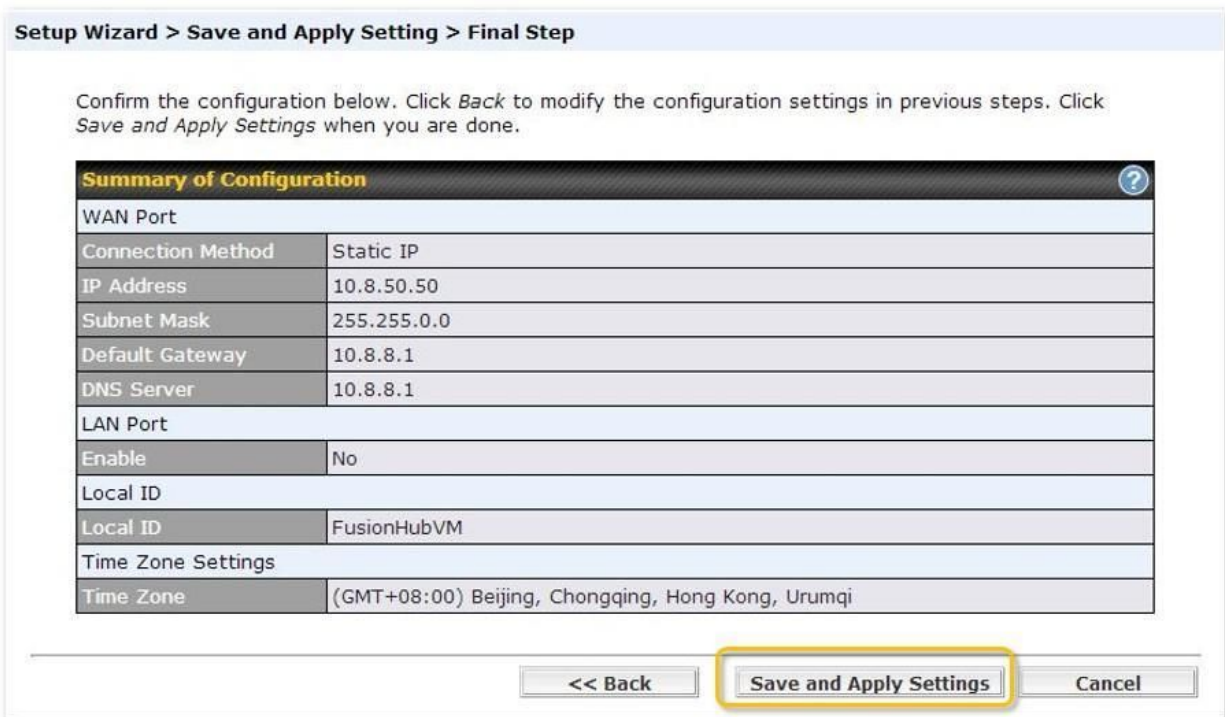 Setup Wizard > Save and Apply Setting > Final Step
Confirm the configuration below. Click Back to modify the configuration settings in previous steps. Click
Save and Apply Settings when you are done.
Summary of Configuration ?
WAN Port
Connection Method Static IP
IP Address 10.8.50.50
Subnet Mask 255.255.0.0
Default Gateway 10.8.8.1
DNS Server 10.8.8.1
LAN Port
Enable No
Local ID
Local ID FusionHubVM
Time Zone Settings
Time Zone (GMT+08:00) Beijing, Chongqing, Hong Kong, Urumqi
<< Back Save and Apply Settings Cancel